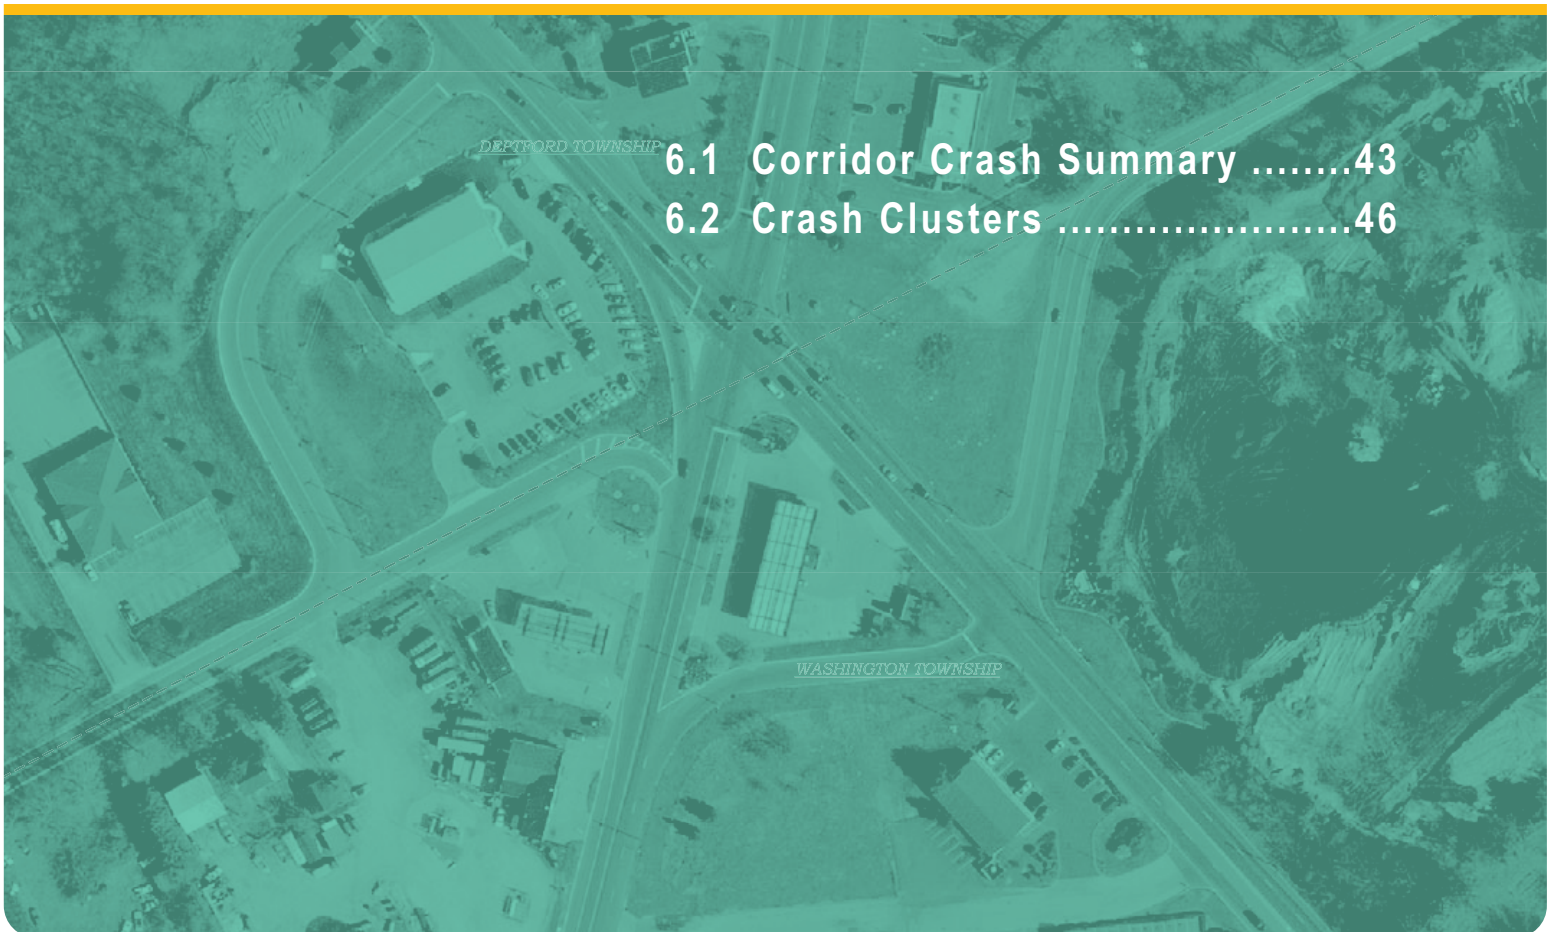 DEPTFORD TOWNSHIP
6.1 Corridor Crash Summary ........43
6.2 Crash Clusters .......................46
WASHINGTON TOWNSHIP